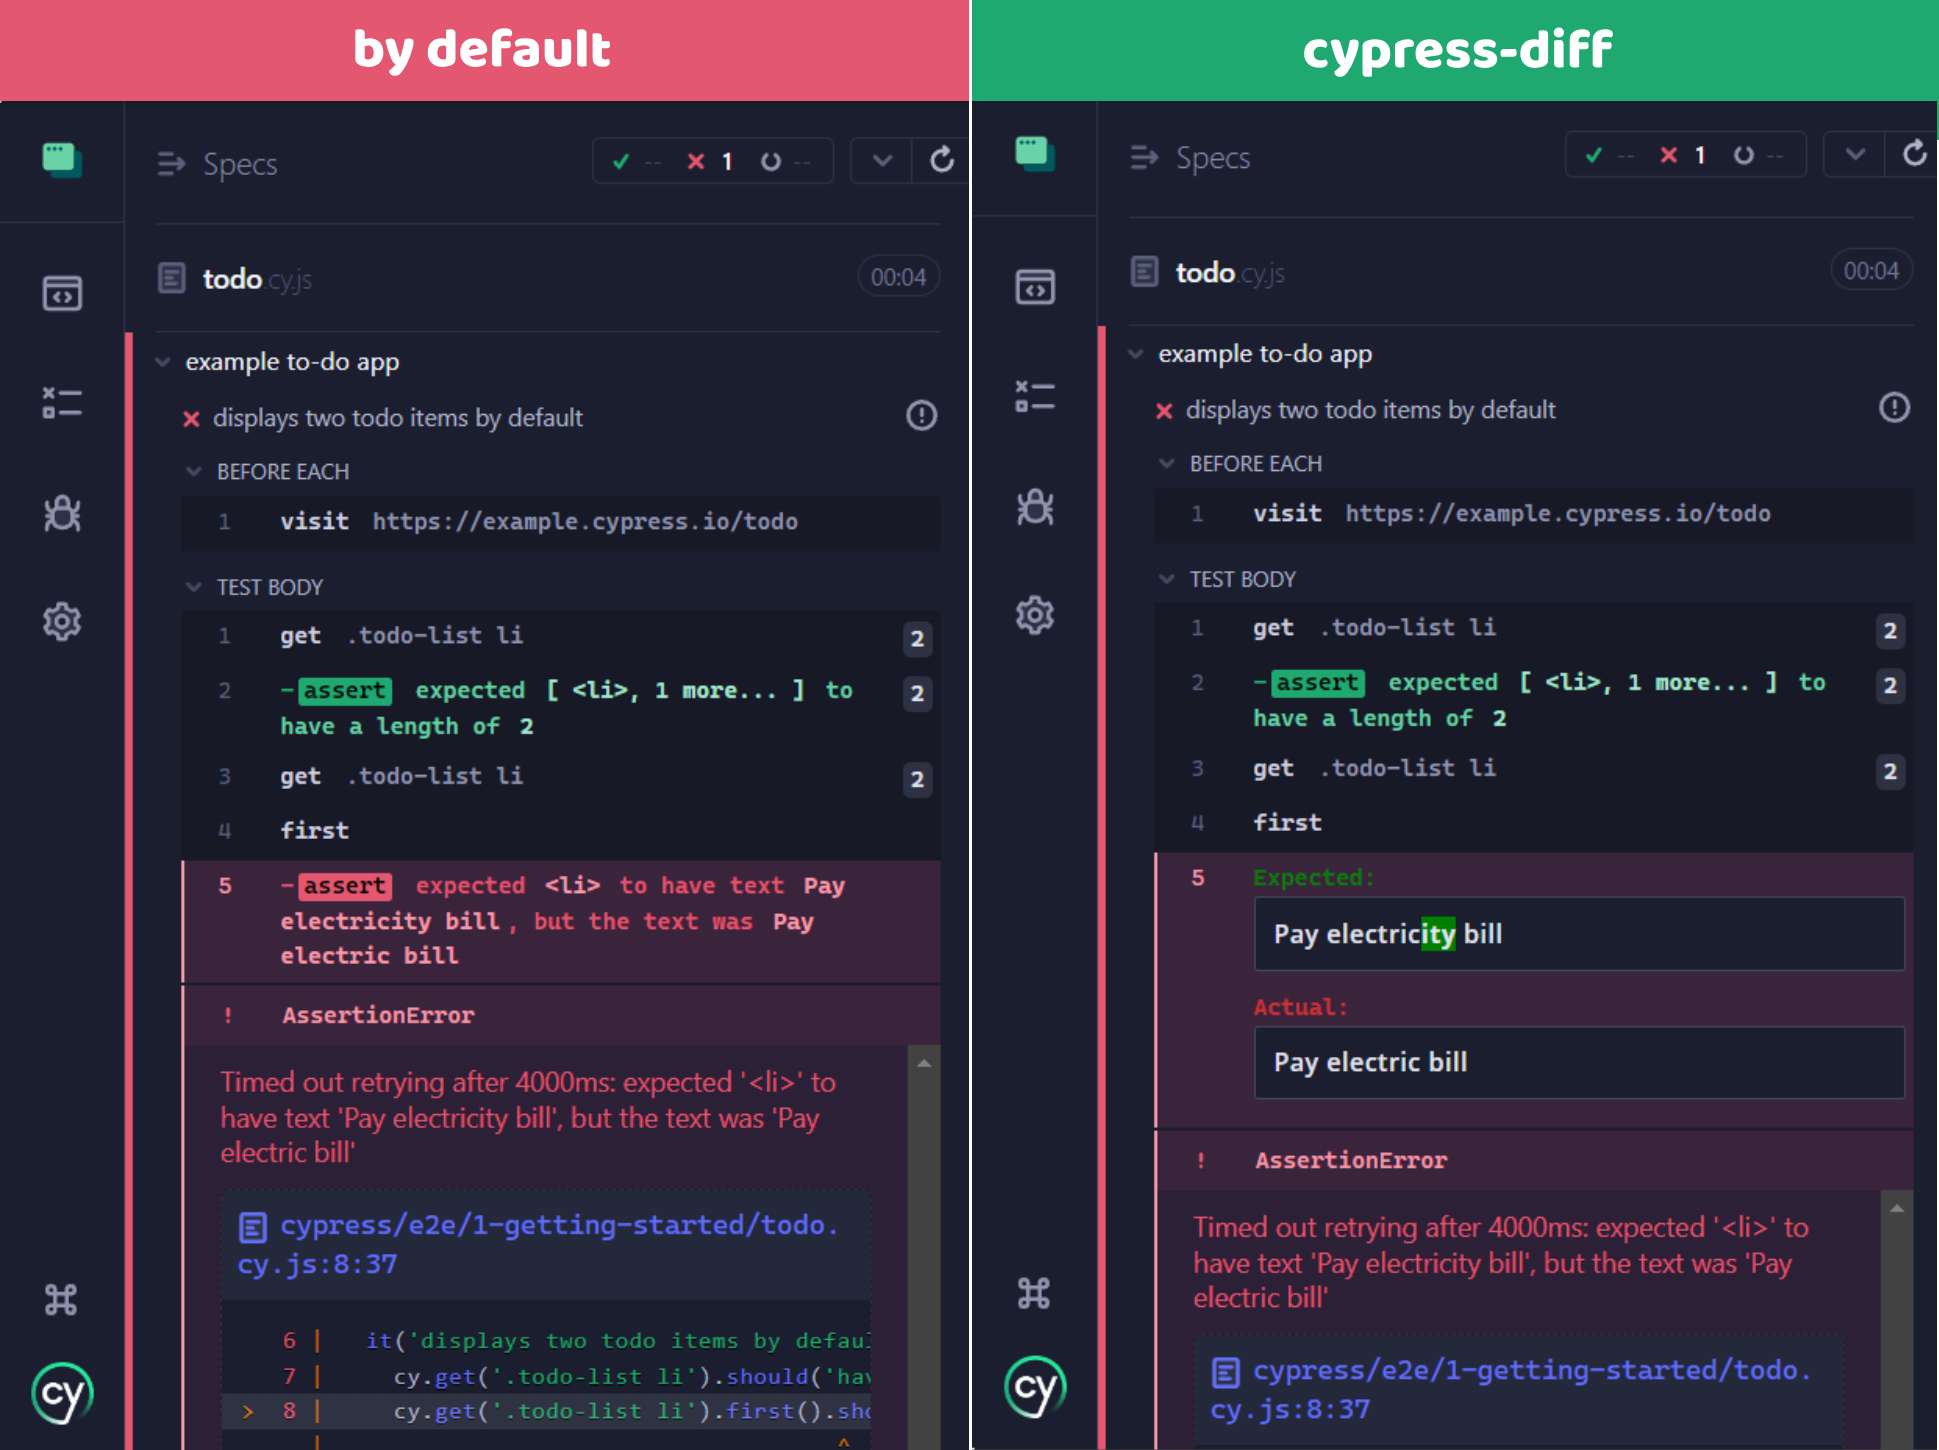 by default
Specs
✓ -- ✕ 1 --
todo.cy.js
00:04
example to-do app
✕ displays two todo items by default
BEFORE EACH
1 visit https://example.cypress.io/todo
TEST BODY
1 get .todo-list li 2
2 -assert expected [ <li>, 1 more... ] to 2
have a length of 2
3 get .todo-list li 2
4 first
5 -assert expected <li> to have text Pay
electricity bill, but the text was Pay
electric bill
! AssertionError
Timed out retrying after 4000ms: expected '<li>' to
have text 'Pay electricity bill', but the text was 'Pay
electric bill'
cypress/e2e/1-getting-started/todo.
cy.js:8:37
6 | it('displays two todo items by defaul
7 | cy.get('.todo-list li').should('hav
> 8 | cy.get('.todo-list li').first().sho
| ^
cy
cypress-diff
Specs
✓ -- ✕ 1 --
todo.cy.js
00:04
example to-do app
✕ displays two todo items by default
BEFORE EACH
1 visit https://example.cypress.io/todo
TEST BODY
1 get .todo-list li 2
2 -assert expected [ <li>, 1 more... ] to 2
have a length of 2
3 get .todo-list li 2
4 first
5 Expected:
Pay electricity bill
Actual:
Pay electric bill
! AssertionError
Timed out retrying after 4000ms: expected '<li>' to
have text 'Pay electricity bill', but the text was 'Pay
electric bill'
cypress/e2e/1-getting-started/todo.
cy.js:8:37
cy